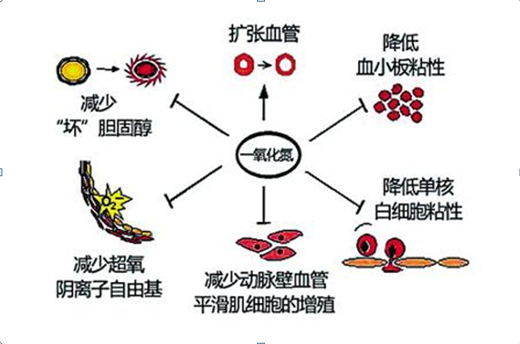 扩张血管
降低
血小板粘性
减少
“坏”胆固醇
一氧化氮
降低单核
白细胞粘性
O₂⁻
减少超氧
阴离子自由基
减少动脉壁血管
平滑肌细胞的增殖